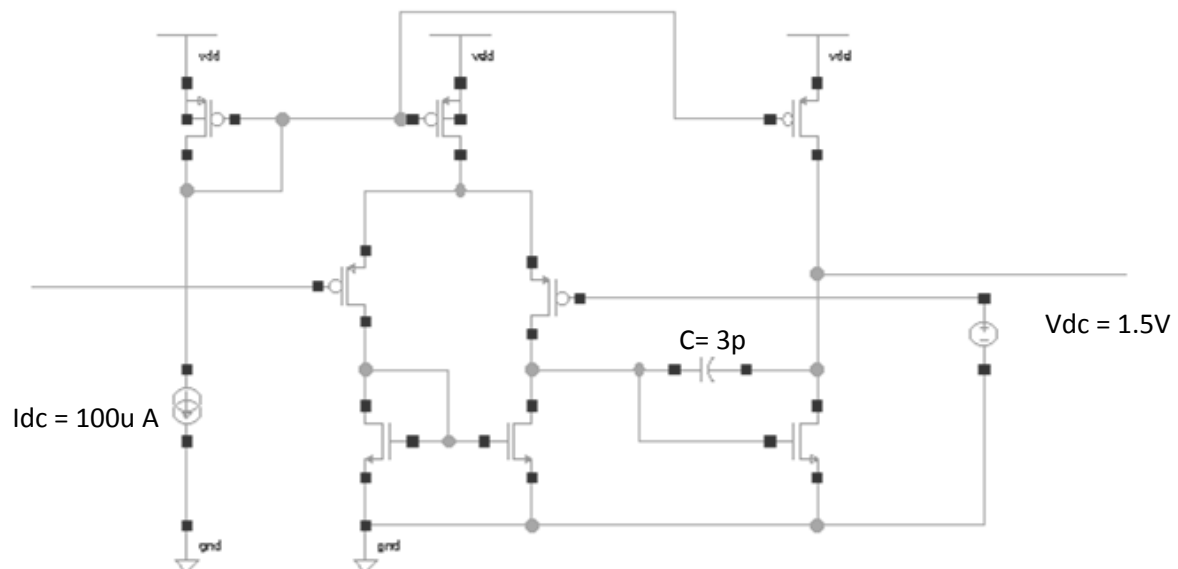 vdd
vdd
vdd
C= 3p
Vdc = 1.5V
Idc = 100u A
gnd
gnd